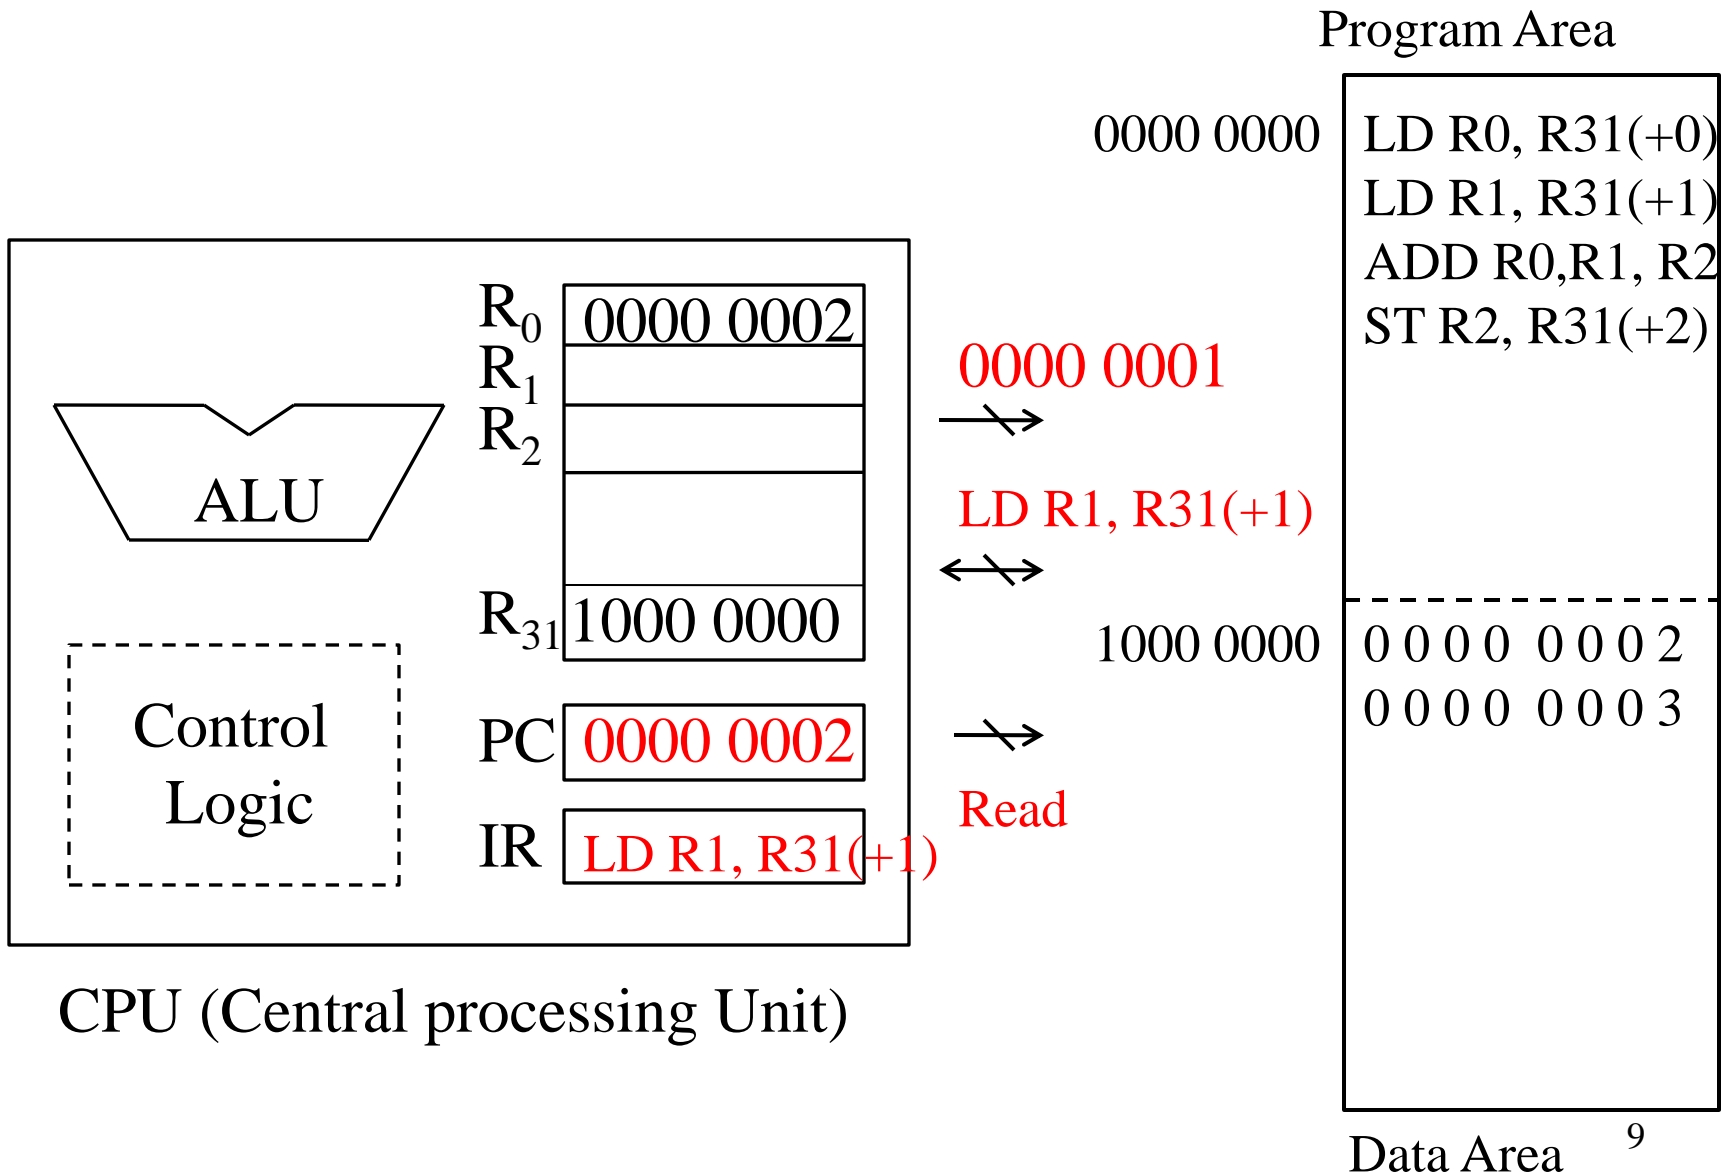 Program Area
0000 0000
LD R0, R31(+0)
LD R1, R31(+1)
ADD R0,R1, R2
ST R2, R31(+2)
R0 0000 0002
R1
R2
R31 1000 0000
ALU
Control
Logic
PC 0000 0002
IR LD R1, R31(+1)
0000 0001
LD R1, R31(+1)
Read
1000 0000
0 0 0 0 0 0 0 2
0 0 0 0 0 0 0 3
CPU (Central processing Unit)
Data Area
9